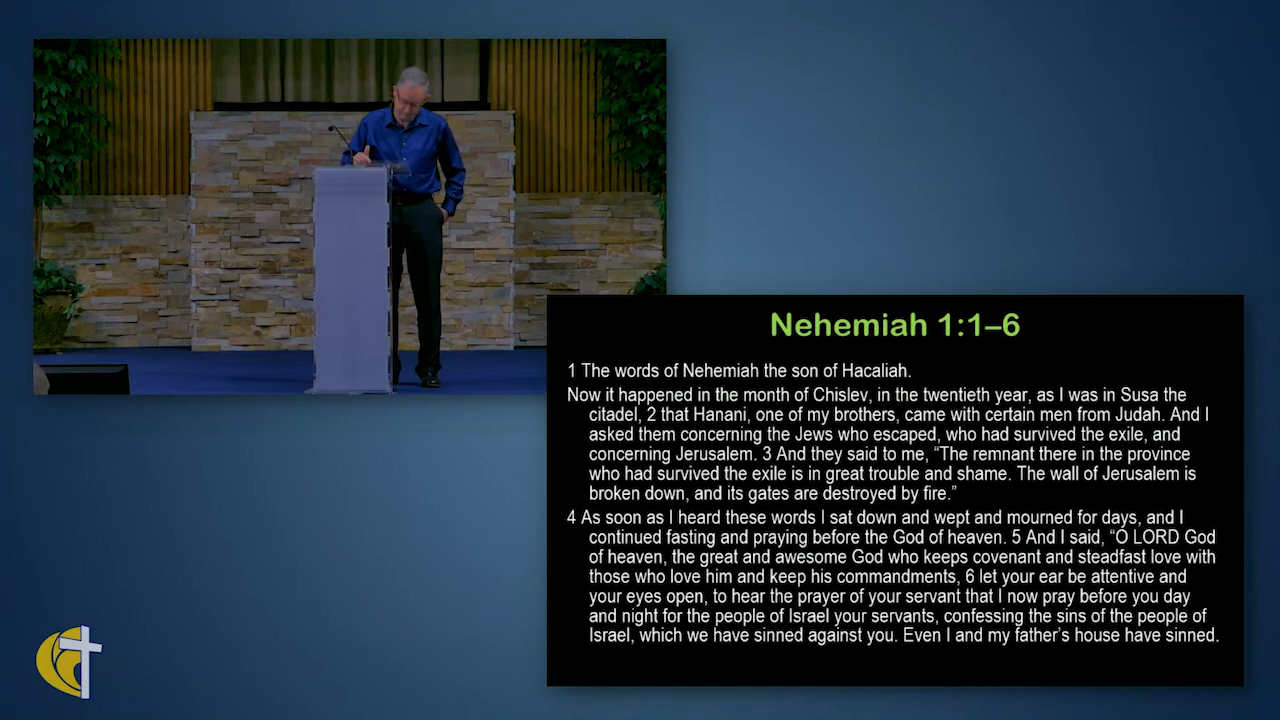 Nehemiah 1:1–6
1 The words of Nehemiah the son of Hacaliah.
Now it happened in the month of Chislev, in the twentieth year, as I was in Susa the
citadel, 2 that Hanani, one of my brothers, came with certain men from Judah. And I
asked them concerning the Jews who escaped, who had survived the exile, and
concerning Jerusalem. 3 And they said to me, “The remnant there in the province
who had survived the exile is in great trouble and shame. The wall of Jerusalem is
broken down, and its gates are destroyed by fire.”
4 As soon as I heard these words I sat down and wept and mourned for days, and I
continued fasting and praying before the God of heaven. 5 And I said, “O LORD God
of heaven, the great and awesome God who keeps covenant and steadfast love with
those who love him and keep his commandments, 6 let your ear be attentive and
your eyes open, to hear the prayer of your servant that I now pray before you day
and night for the people of Israel your servants, confessing the sins of the people of
Israel, which we have sinned against you. Even I and my father’s house have sinned.